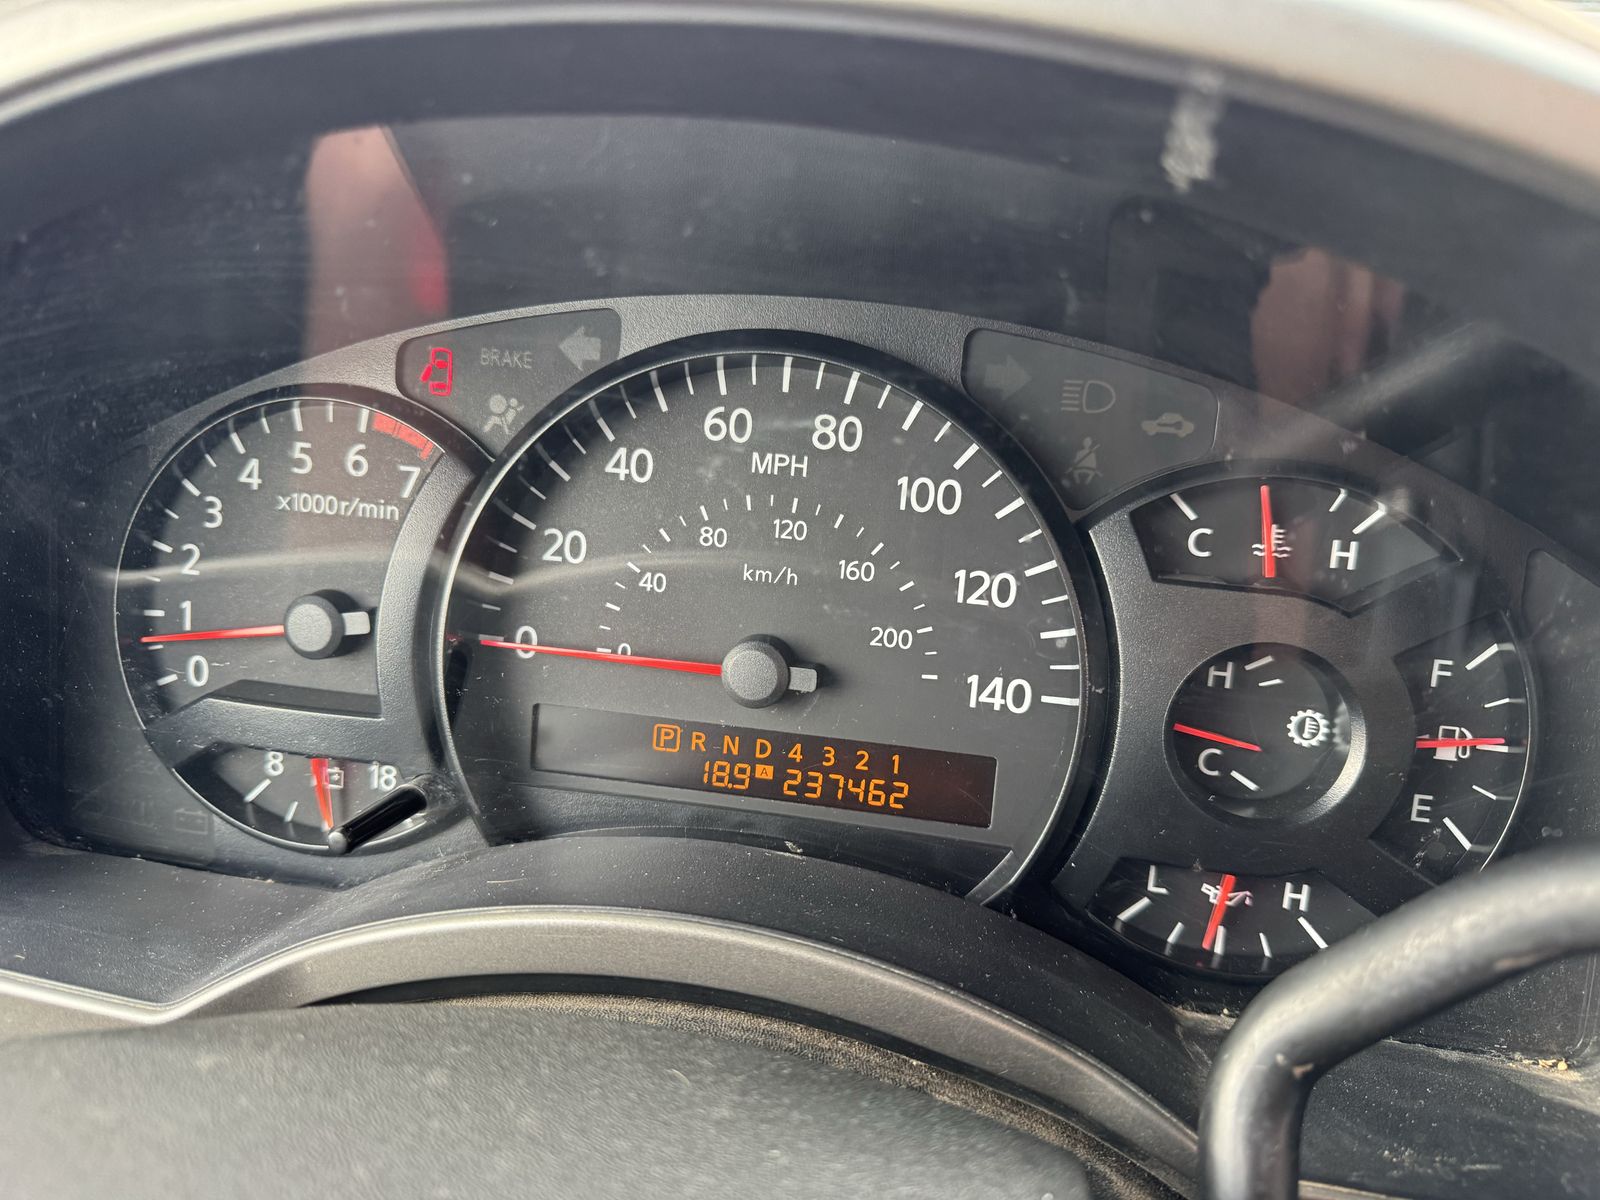 BRAKE
0 1 2 3 4 5 6 7
x1000r/min
8 18
0 20 40 60 80 100 120 140
MPH
0 40 80 120 160 200
km/h
P R N D 4 3 2 1
18.9 A 237462
C H
H
C
F
E
L H